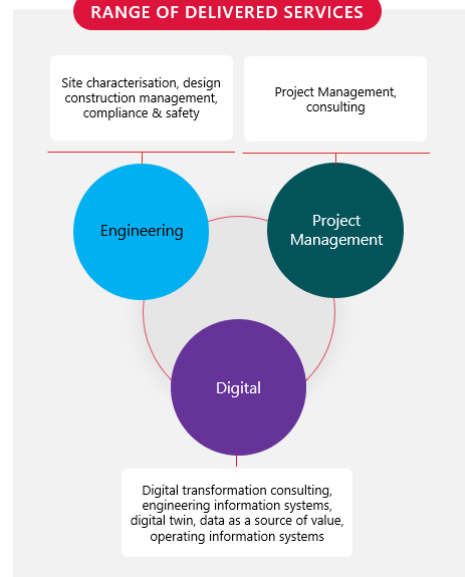 RANGE OF DELIVERED SERVICES
Site characterisation, design
construction management,
compliance & safety
Project Management,
consulting
Engineering
Project
Management
Digital
Digital transformation consulting,
engineering information systems,
digital twin, data as a source of value,
operating information systems